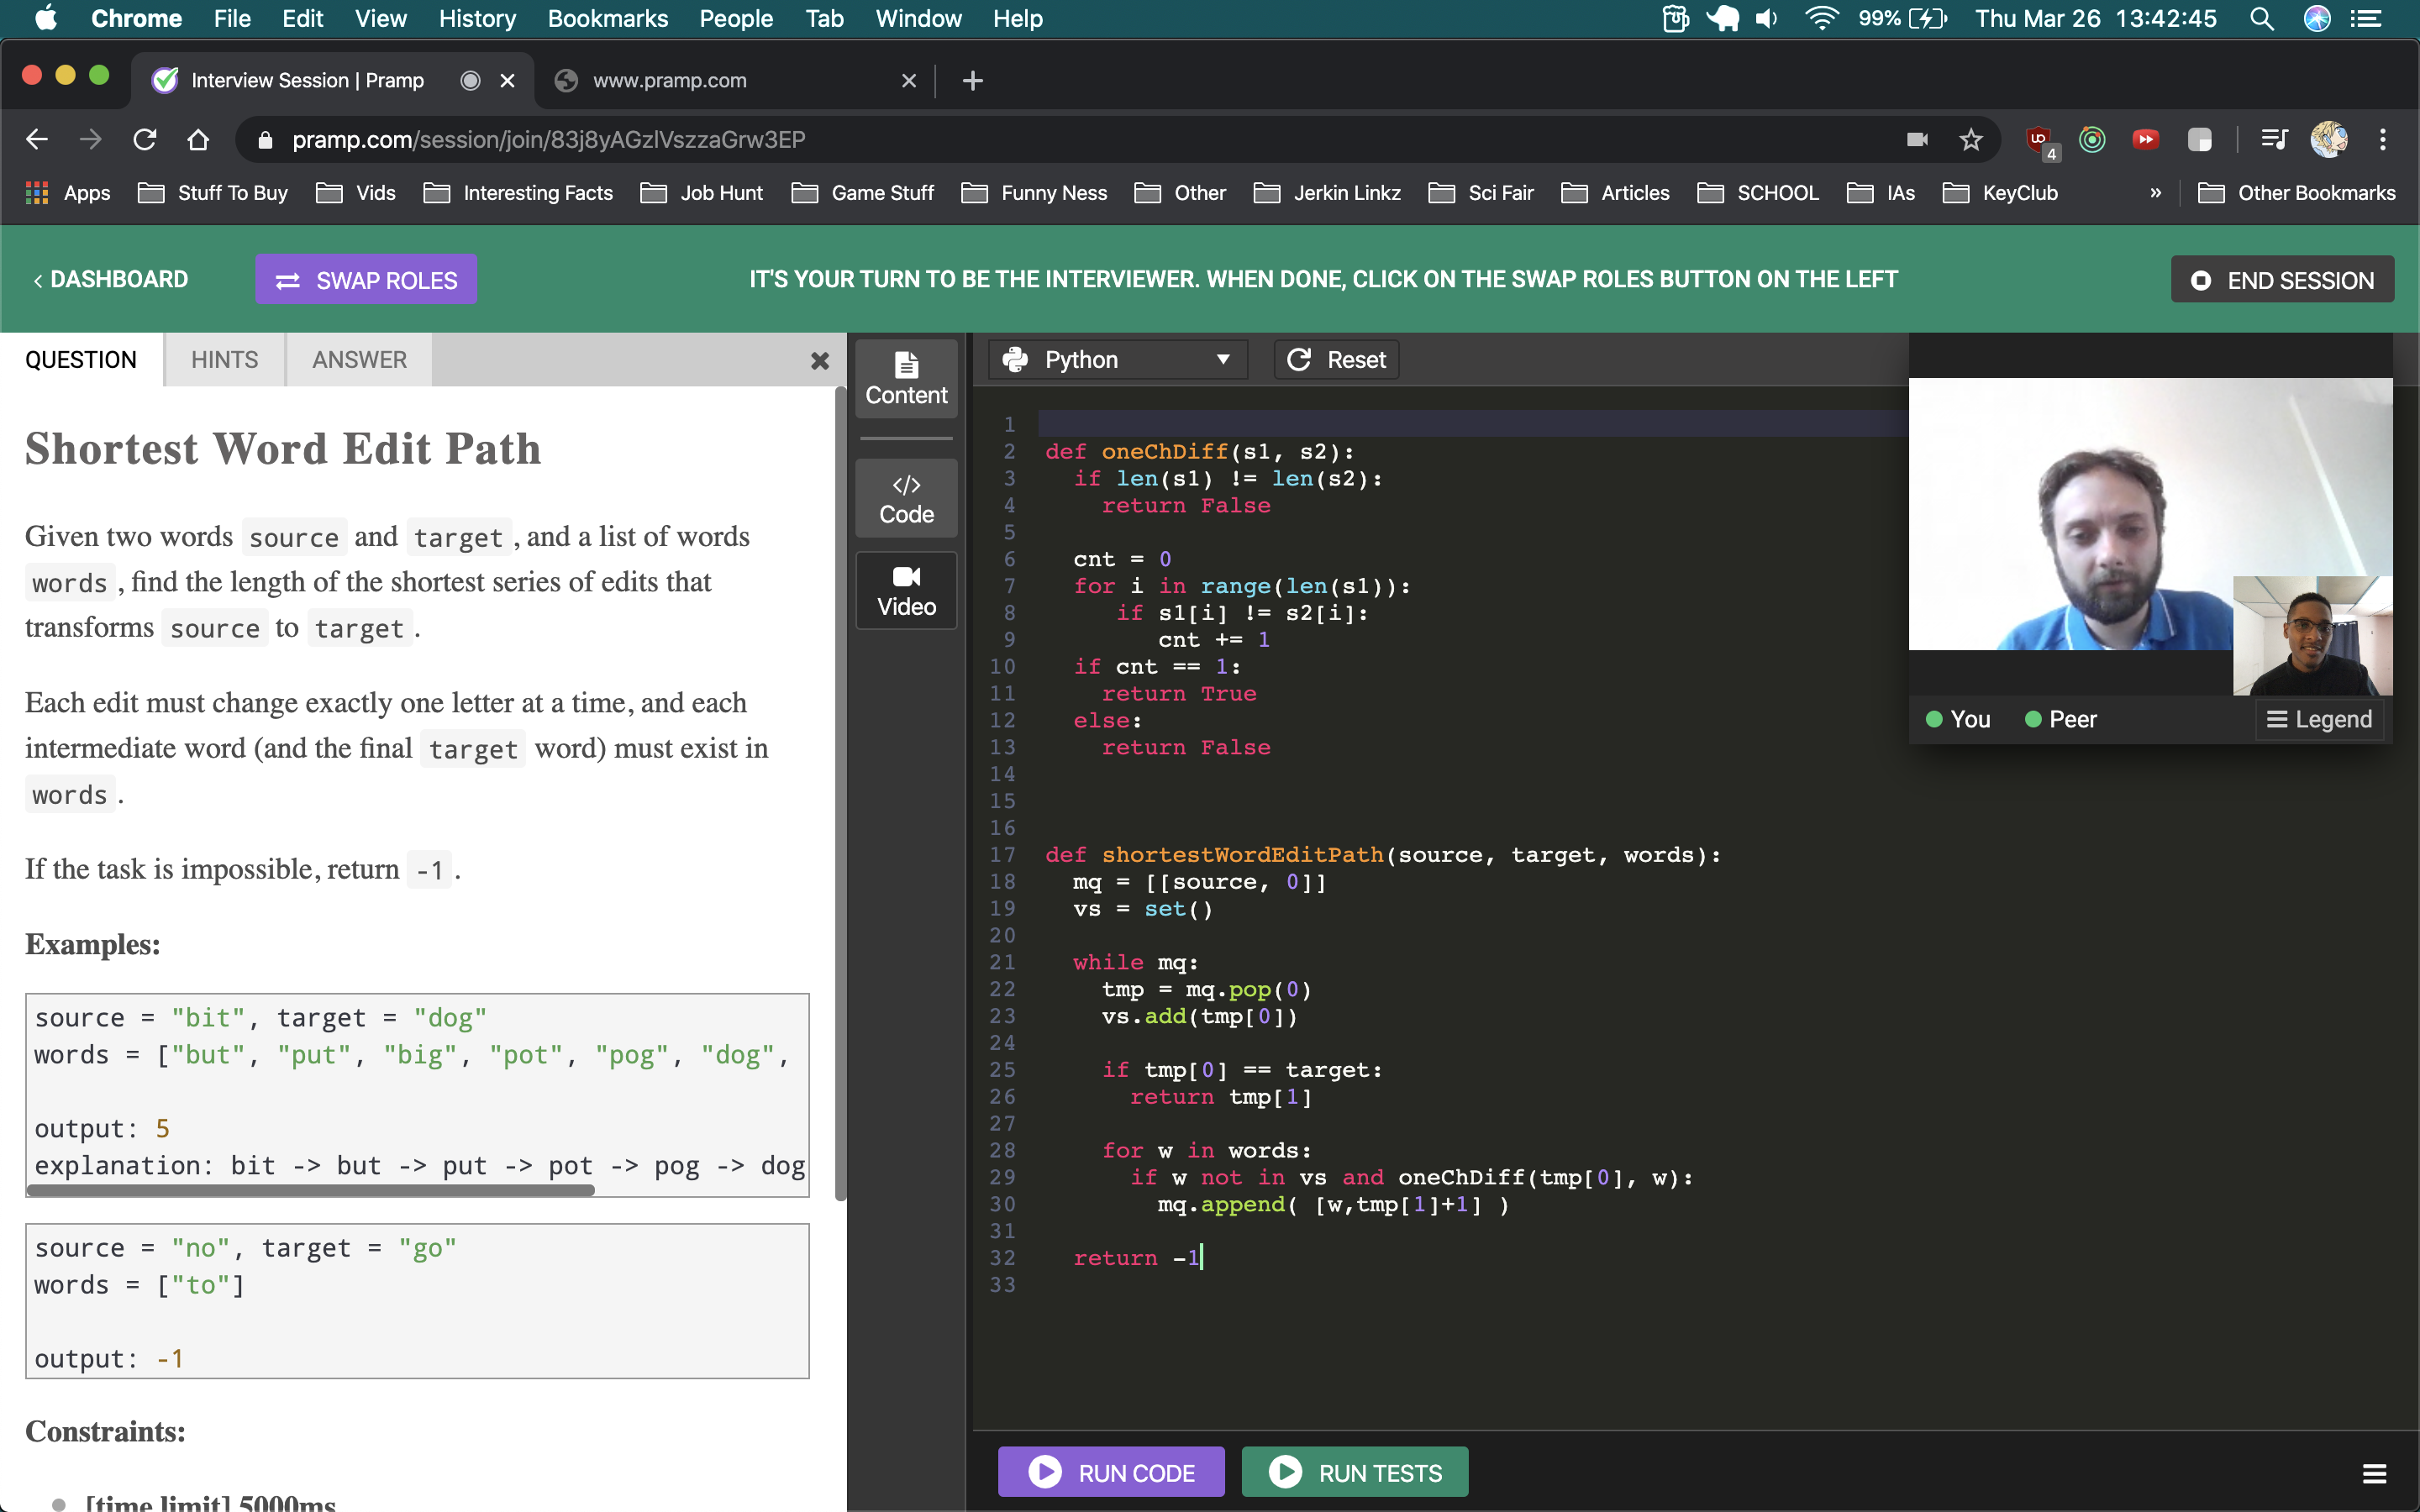 Chrome File Edit View History Bookmarks People Tab Window Help 99% Thu Mar 26 13:42:45
Interview Session | Pramp www.pramp.com
pramp.com/session/join/83j8yAGzlVszzaGrw3EP 4
Apps Stuff To Buy Vids Interesting Facts Job Hunt Game Stuff Funny Ness Other Jerkin Linkz Sci Fair Articles SCHOOL IAs KeyClub » Other Bookmarks
‹ DASHBOARD SWAP ROLES IT'S YOUR TURN TO BE THE INTERVIEWER. WHEN DONE, CLICK ON THE SWAP ROLES BUTTON ON THE LEFT END SESSION
QUESTION HINTS ANSWER
Shortest Word Edit Path
Given two words source and target, and a list of words
words, find the length of the shortest series of edits that
transforms source to target.
Each edit must change exactly one letter at a time, and each
intermediate word (and the final target word) must exist in
words.
If the task is impossible, return -1.
Examples:
source = "bit", target = "dog"
words = ["but", "put", "big", "pot", "pog", "dog",
output: 5
explanation: bit -> but -> put -> pot -> pog -> dog
source = "no", target = "go"
words = ["to"]
output: -1
Constraints:
[time limit] 5000ms
Content
</> Code
Video
Python Reset
1
2 def oneChDiff(s1, s2):
3 if len(s1) != len(s2):
4 return False
5
6 cnt = 0
7 for i in range(len(s1)):
8 if s1[i] != s2[i]:
9 cnt += 1
10 if cnt == 1:
11 return True
12 else:
13 return False
14
15
16
17 def shortestWordEditPath(source, target, words):
18 mq = [[source, 0]]
19 vs = set()
20
21 while mq:
22 tmp = mq.pop(0)
23 vs.add(tmp[0])
24
25 if tmp[0] == target:
26 return tmp[1]
27
28 for w in words:
29 if w not in vs and oneChDiff(tmp[0], w):
30 mq.append( [w,tmp[1]+1] )
31
32 return -1
33
You Peer Legend
RUN CODE RUN TESTS